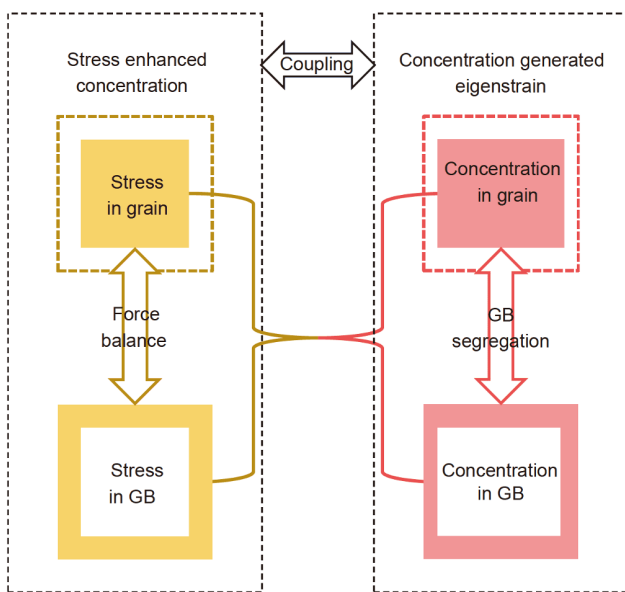 Stress enhanced
concentration
Coupling
Concentration generated
eigenstrain
Stress
in grain
Concentration
in grain
Force
balance
GB
segregation
Stress
in GB
Concentration
in GB